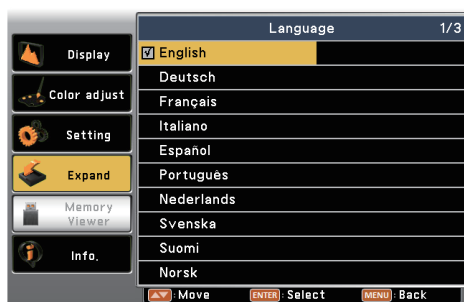 Language 1/3
Display
Color adjust
Setting
Expand
Memory
Viewer
Info.
English
Deutsch
Français
Italiano
Español
Português
Nederlands
Svenska
Suomi
Norsk
▲▼ : Move ENTER : Select MENU : Back